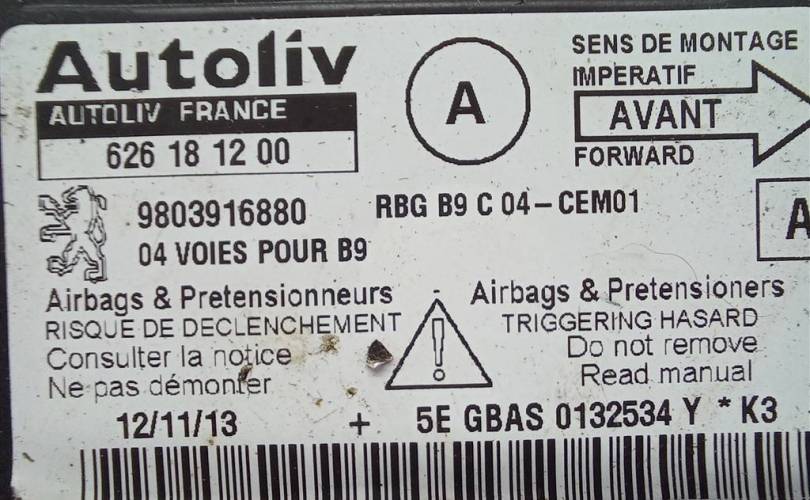 Autoliv
AUTOLIV FRANCE
626 18 12 00
A
SENS DE MONTAGE
IMPERATIF
AVANT
FORWARD
9803916880
RBG B9 C 04-CEM01
04 VOIES POUR B9
A
Airbags & Pretensionneurs
RISQUE DE DECLENCHEMENT
Consulter la notice
Ne pas démonter
!
- Airbags & Pretensioners
TRIGGERING HASARD
Do not remove
Read manual
12/11/13 + 5E GBAS 0132534 Y * K3